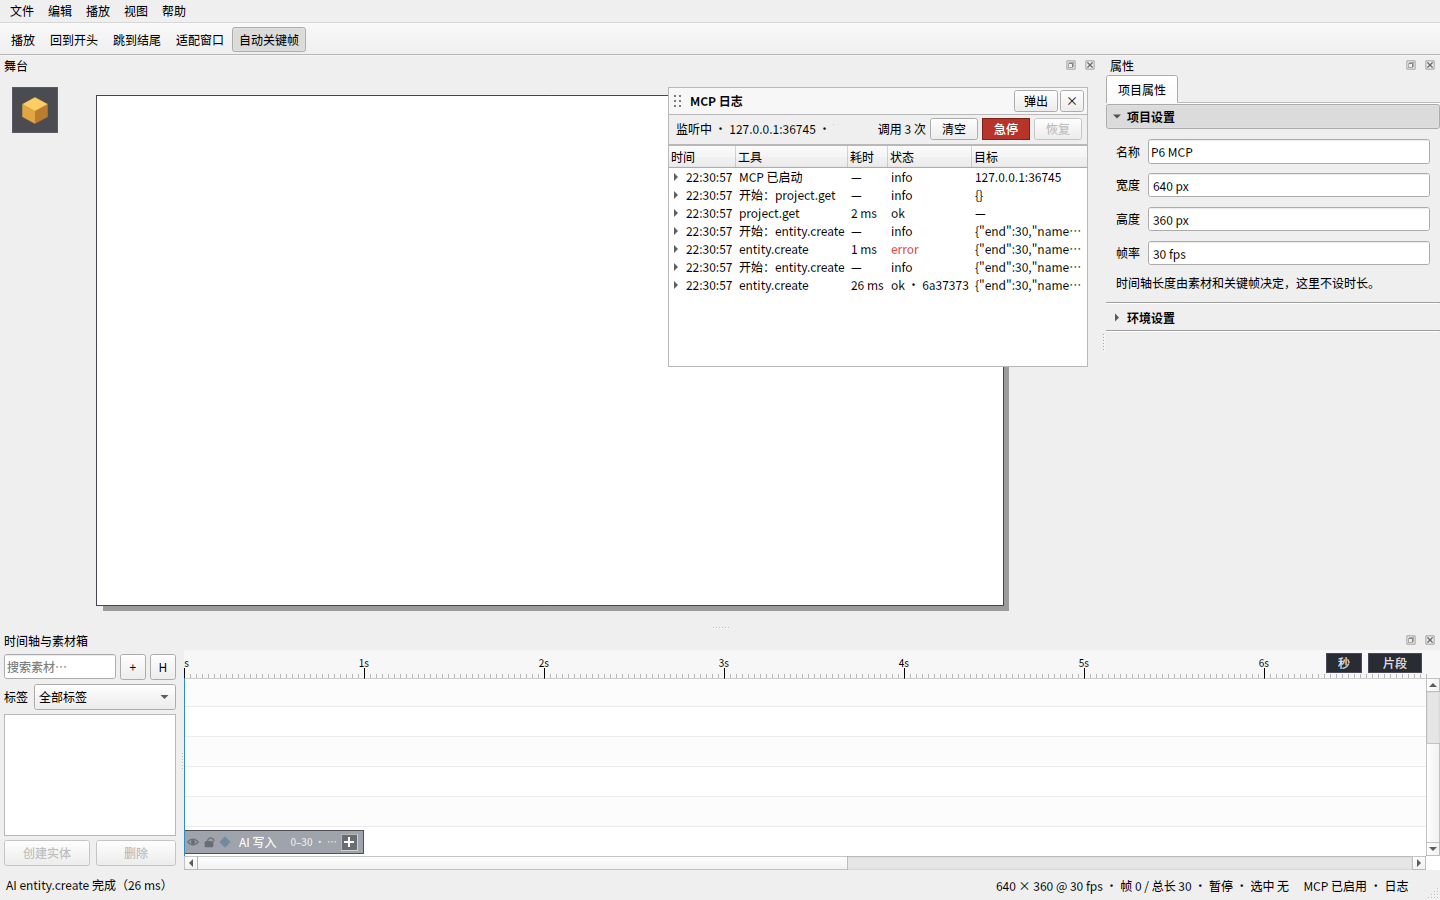 文件 编辑 播放 视图 帮助
播放 回到开头 跳到结尾 适配窗口 自动关键帧
舞台
属性
MCP 日志 弹出
监听中 · 127.0.0.1:36745 · 调用 3 次 清空 急停 恢复
时间 工具 耗时 状态 目标
22:30:57 MCP 已启动 — info 127.0.0.1:36745
22:30:57 开始：project.get — info {}
22:30:57 project.get 2 ms ok —
22:30:57 开始：entity.create — info {"end":30,"name…
22:30:57 entity.create 1 ms error {"end":30,"name…
22:30:57 开始：entity.create — info {"end":30,"name…
22:30:57 entity.create 26 ms ok · 6a37373 {"end":30,"name…
项目属性
项目设置
名称 P6 MCP
宽度 640 px
高度 360 px
帧率 30 fps
时间轴长度由素材和关键帧决定，这里不设时长。
环境设置
时间轴与素材箱
搜索素材… + H
标签 全部标签
创建实体 删除
s 1s 2s 3s 4s 5s 6s 秒 片段
AI 写入 0–30 · …
AI entity.create 完成（26 ms）
640 × 360 @ 30 fps · 帧 0 / 总长 30 · 暂停 · 选中 无 MCP 已启用 · 日志